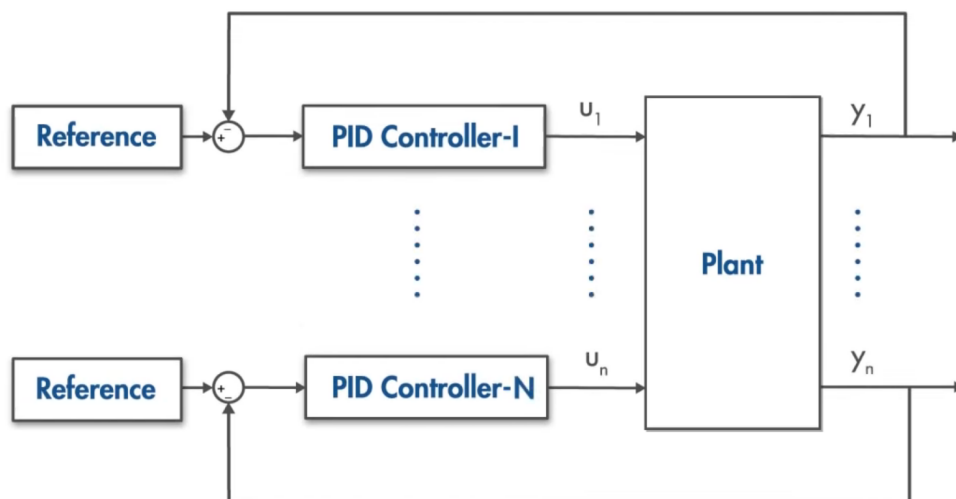 Reference
+
−
PID Controller-I
u₁
y₁
Plant
Reference
+
−
PID Controller-N
uₙ
yₙ